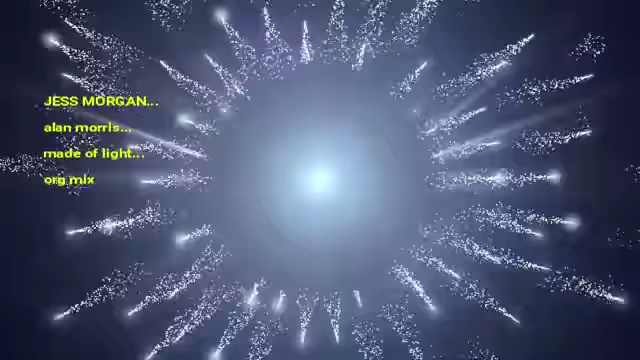 JESS MORGAN...
alan morris...
made of light...
org mix